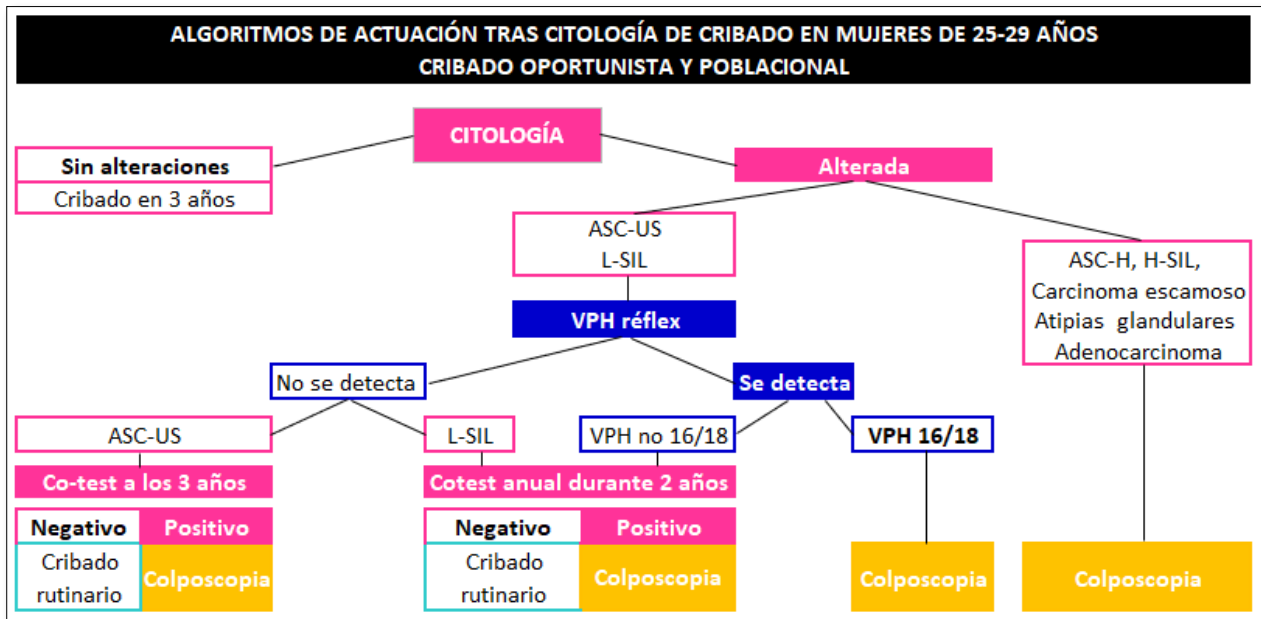 ALGORITMOS DE ACTUACIÓN TRAS CITOLOGÍA DE CRIBADO EN MUJERES DE 25-29 AÑOS
CRIBADO OPORTUNISTA Y POBLACIONAL
CITOLOGÍA
Sin alteraciones
Cribado en 3 años
Alterada
ASC-US
L-SIL
ASC-H, H-SIL,
Carcinoma escamoso
Atipias glandulares
Adenocarcinoma
VPH réflex
No se detecta
Se detecta
ASC-US
L-SIL
VPH no 16/18
VPH 16/18
Co-test a los 3 años
Cotest anual durante 2 años
Negativo
Positivo
Negativo
Positivo
Cribado
rutinario
Colposcopia
Cribado
rutinario
Colposcopia
Colposcopia
Colposcopia